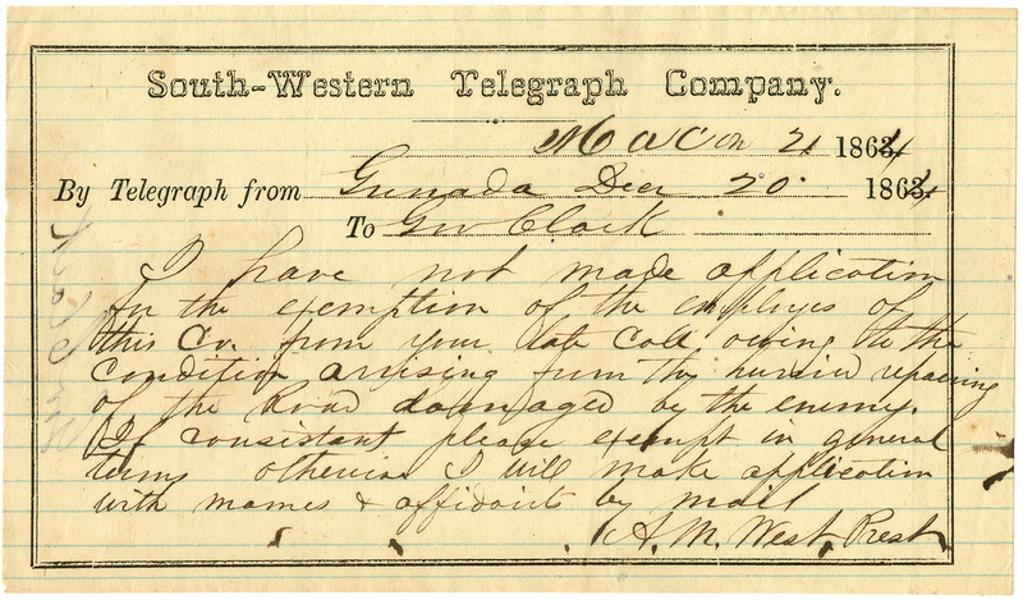 South-Western Telegraph Company.
Macon 21 1864
By Telegraph from Grenada Decr 20 1864
To Gov Clark
I have not made application
for the exemption of the employes of
this Co. from your late call owing to the
condition arrising from the hurried repairing
of the Road damaged by the enemy.
If consistant please exempt in general
terms otherwise I will make application
with names & affidavits by mail
A. M. West Prest